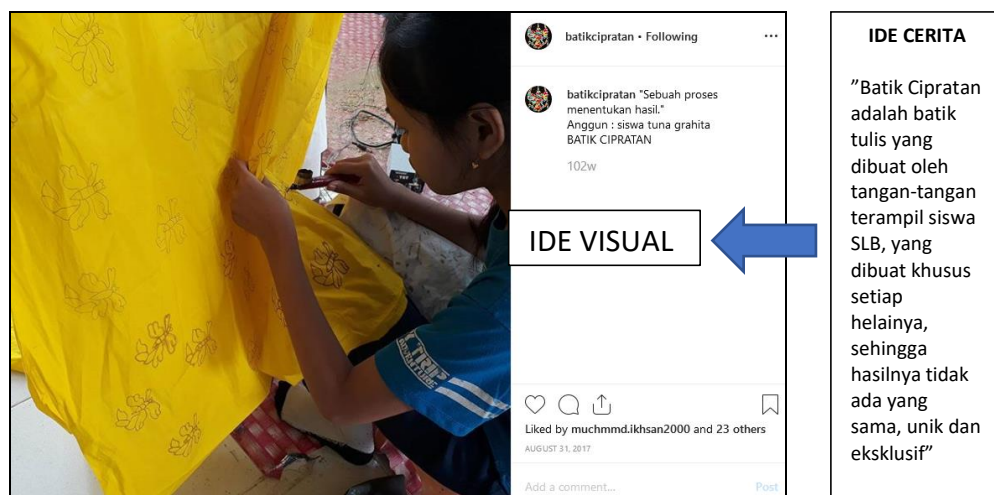 batikcipratan • Following
batikcipratan "Sebuah proses
menentukan hasil."
Anggun : siswa tuna grahita
BATIK CIPRATAN
102w
IDE VISUAL
Liked by muchmmd.ikhsan2000 and 23 others
AUGUST 31, 2017
Add a comment...
Post
TRIP
ADVENTURE
IDE CERITA
"Batik Cipratan
adalah batik
tulis yang
dibuat oleh
tangan-tangan
terampil siswa
SLB, yang
dibuat khusus
setiap
helainya,
sehingga
hasilnya tidak
ada yang
sama, unik dan
eksklusif"